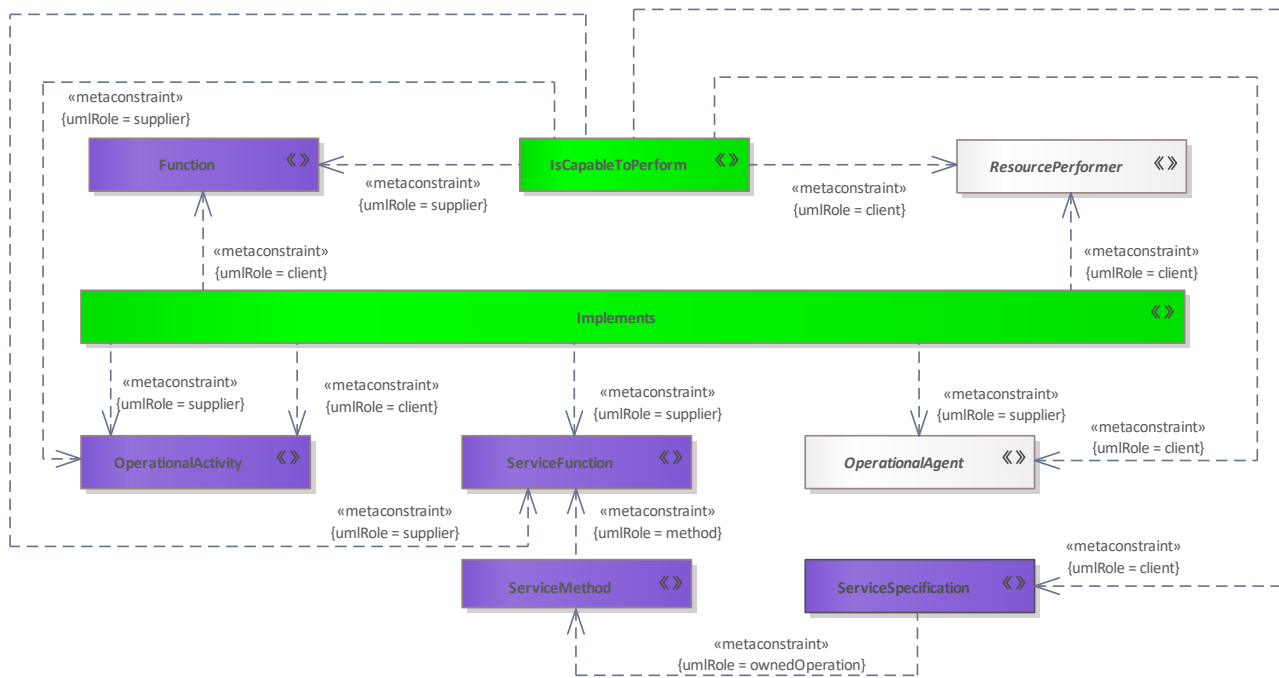 «metaconstraint»
{umlRole = supplier}
Function
«»
IsCapableToPerform
«»
ResourcePerformer
«»
«metaconstraint»
{umlRole = supplier}
«metaconstraint»
{umlRole = client}
«metaconstraint»
{umlRole = client}
«metaconstraint»
{umlRole = client}
Implements
«»
«metaconstraint»
{umlRole = supplier}
«metaconstraint»
{umlRole = client}
«metaconstraint»
{umlRole = supplier}
«metaconstraint»
{umlRole = supplier}
«metaconstraint»
{umlRole = client}
OperationalActivity
«»
ServiceFunction
«»
OperationalAgent
«»
«metaconstraint»
{umlRole = supplier}
«metaconstraint»
{umlRole = method}
«metaconstraint»
{umlRole = client}
ServiceMethod
«»
ServiceSpecification
«»
«metaconstraint»
{umlRole = ownedOperation}